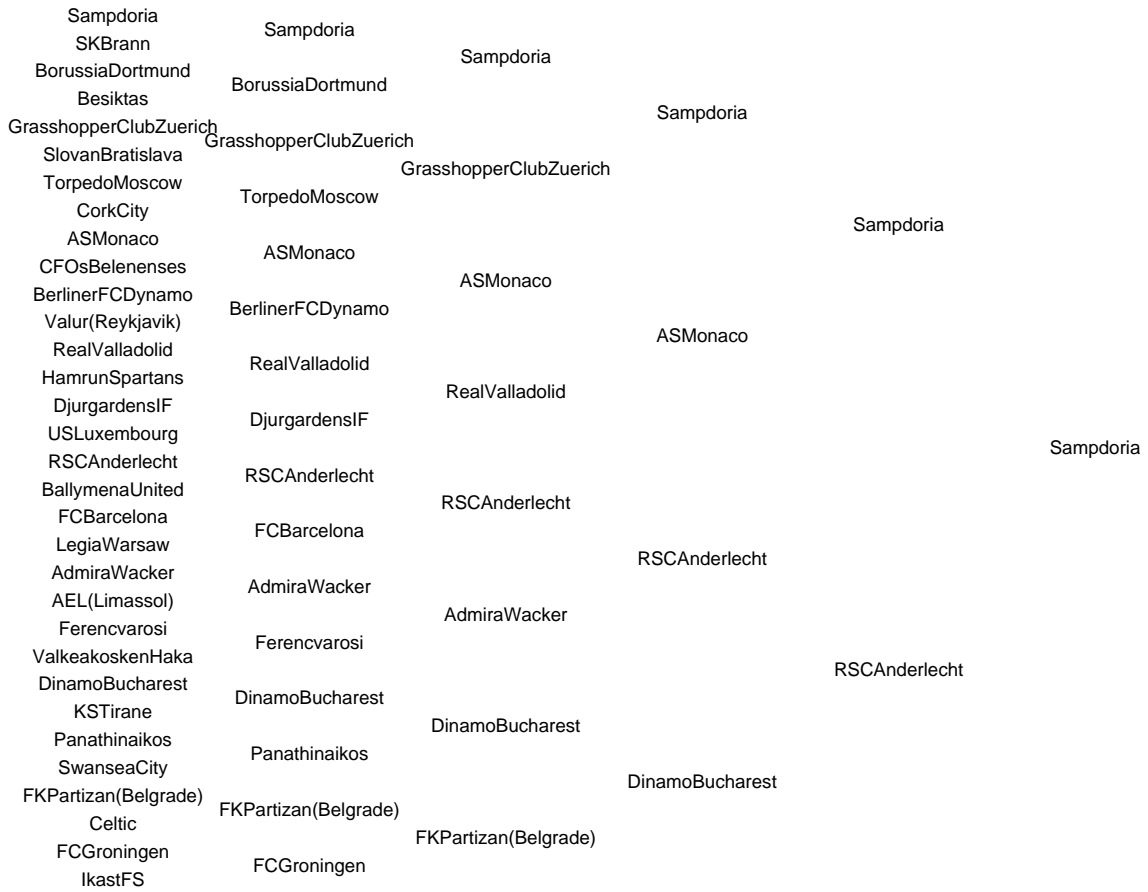 Sampdoria
SKBrann
BorussiaDortmund
Besiktas
GrasshopperClubZuerich
SlovanBratislava
TorpedoMoscow
CorkCity
ASMonaco
CFOsBelenenses
BerlinerFCDynamo
Valur(Reykjavik)
RealValladolid
HamrunSpartans
DjurgardensIF
USLuxembourg
RSCAnderlecht
BallymenaUnited
FCBarcelona
LegiaWarsaw
AdmiraWacker
AEL(Limassol)
Ferencvarosi
ValkeakoskenHaka
DinamoBucharest
KSTirane
Panathinaikos
SwanseaCity
FKPartizan(Belgrade)
Celtic
FCGroningen
IkastFS
Sampdoria
BorussiaDortmund
GrasshopperClubZuerich
TorpedoMoscow
ASMonaco
BerlinerFCDynamo
RealValladolid
DjurgardensIF
RSCAnderlecht
FCBarcelona
AdmiraWacker
Ferencvarosi
DinamoBucharest
Panathinaikos
FKPartizan(Belgrade)
FCGroningen
Sampdoria
GrasshopperClubZuerich
ASMonaco
RealValladolid
RSCAnderlecht
AdmiraWacker
DinamoBucharest
FKPartizan(Belgrade)
Sampdoria
ASMonaco
RSCAnderlecht
DinamoBucharest
Sampdoria
RSCAnderlecht
Sampdoria